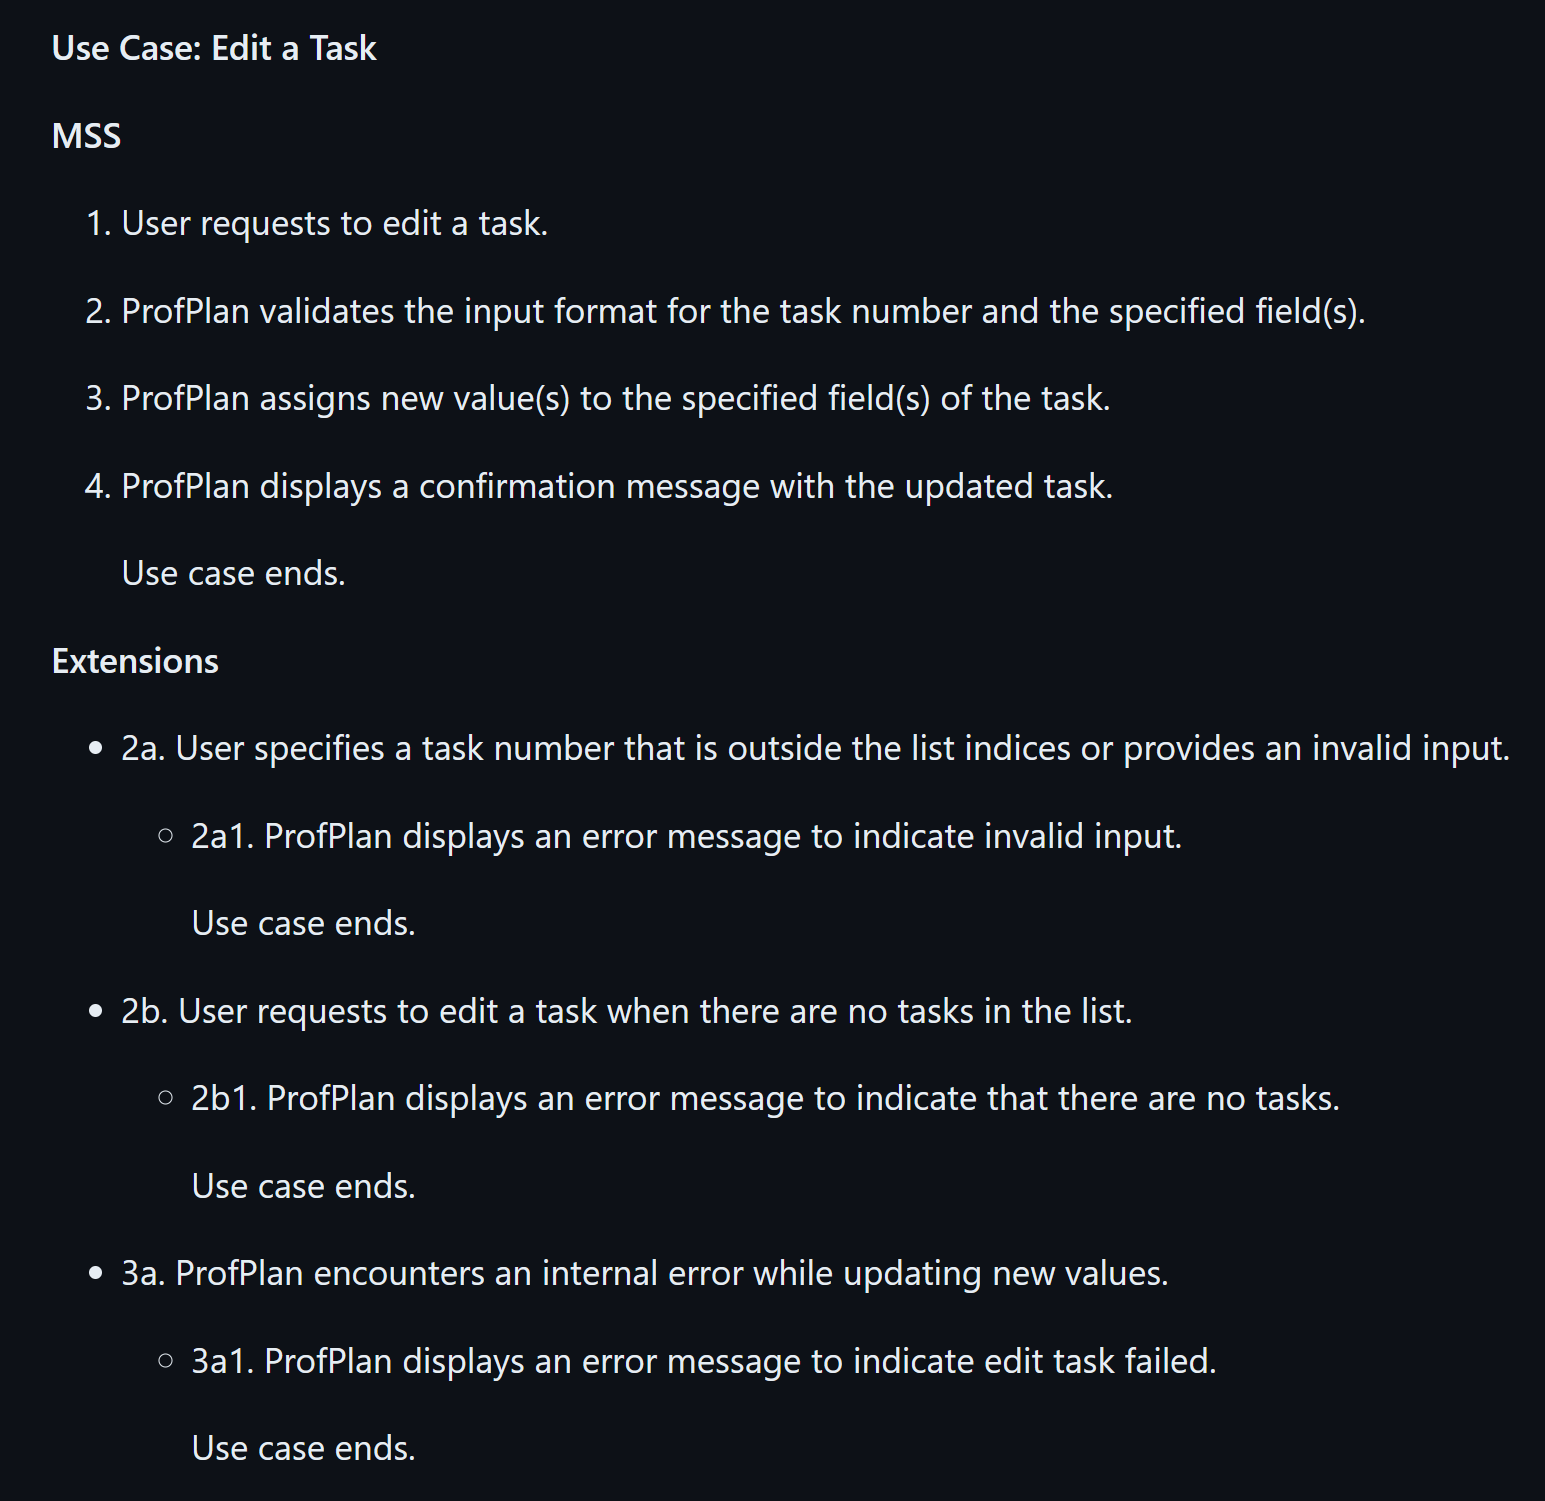 Use Case: Edit a Task
MSS
1. User requests to edit a task.
2. ProfPlan validates the input format for the task number and the specified field(s).
3. ProfPlan assigns new value(s) to the specified field(s) of the task.
4. ProfPlan displays a confirmation message with the updated task.
Use case ends.
Extensions
• 2a. User specifies a task number that is outside the list indices or provides an invalid input.
○ 2a1. ProfPlan displays an error message to indicate invalid input.
Use case ends.
• 2b. User requests to edit a task when there are no tasks in the list.
○ 2b1. ProfPlan displays an error message to indicate that there are no tasks.
Use case ends.
• 3a. ProfPlan encounters an internal error while updating new values.
○ 3a1. ProfPlan displays an error message to indicate edit task failed.
Use case ends.